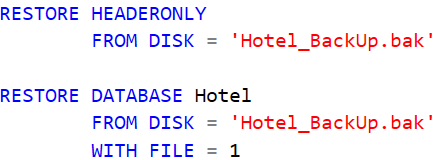 RESTORE HEADERONLY
FROM DISK = 'Hotel_BackUp.bak'
RESTORE DATABASE Hotel
FROM DISK = 'Hotel_BackUp.bak'
WITH FILE = 1